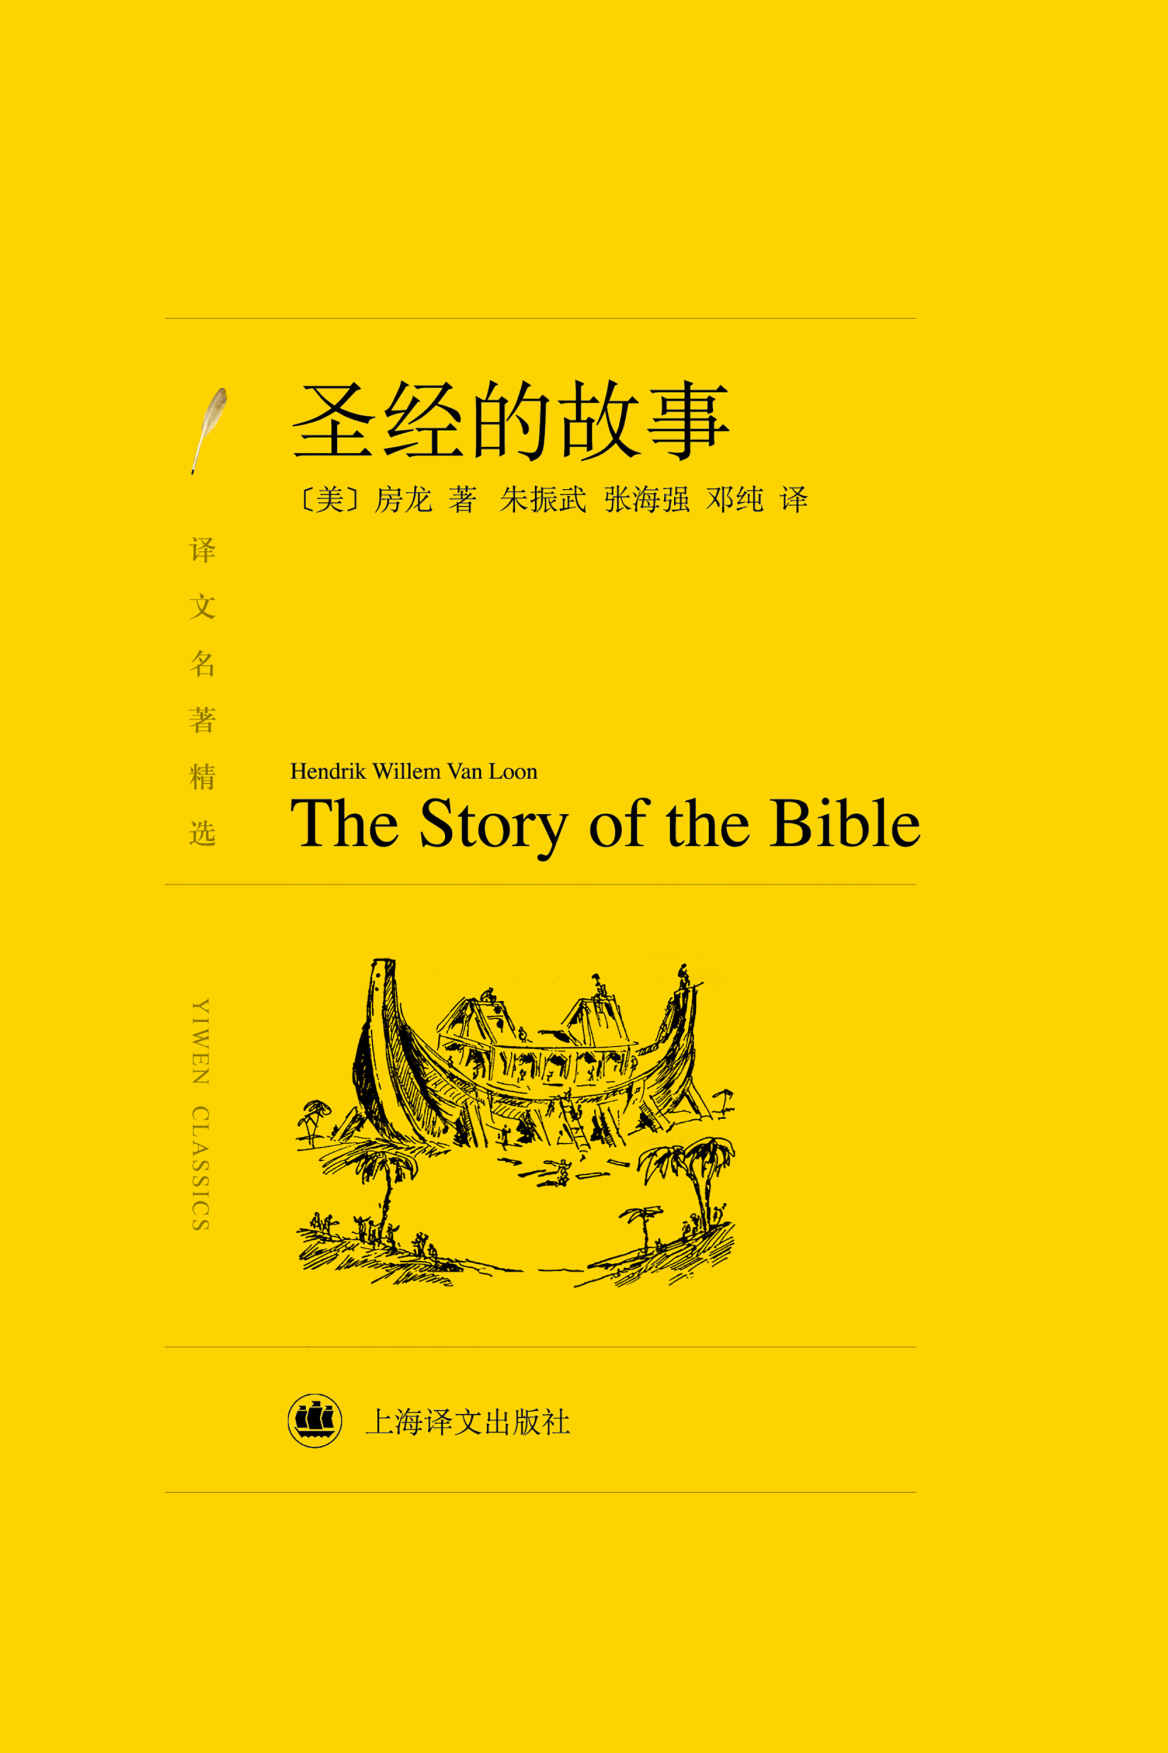 圣经的故事
〔美〕房龙 著 朱振武 张海强 邓纯 译
译文名著精选
Hendrik Willem Van Loon
The Story of the Bible
YIWEN CLASSICS
上海译文出版社